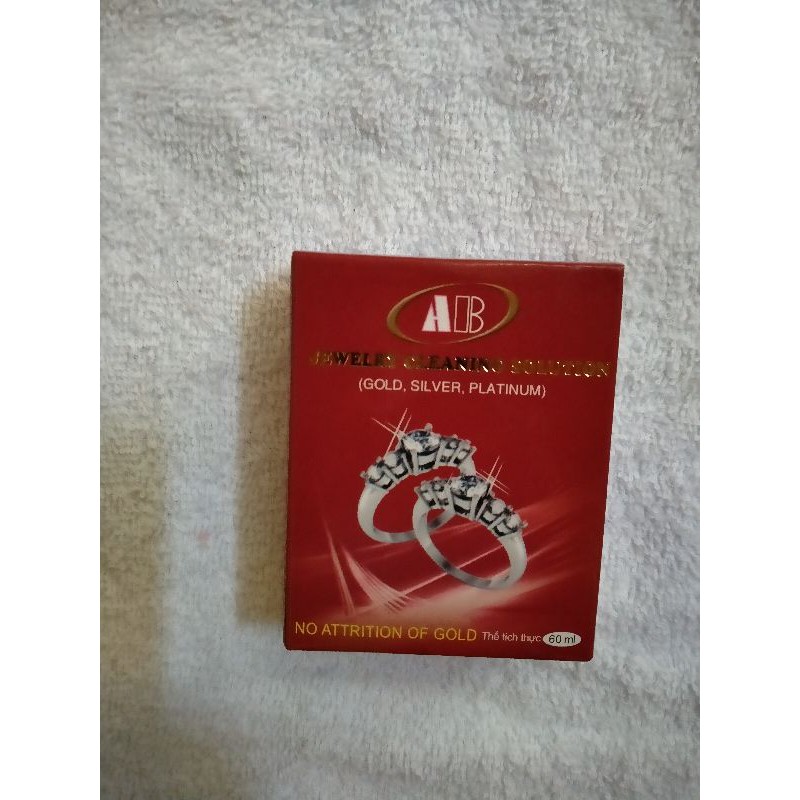 AB
JEWELRY CLEANING SOLUTION
(GOLD, SILVER, PLATINUM)
NO ATTRITION OF GOLD Thể tích thực 60 ml